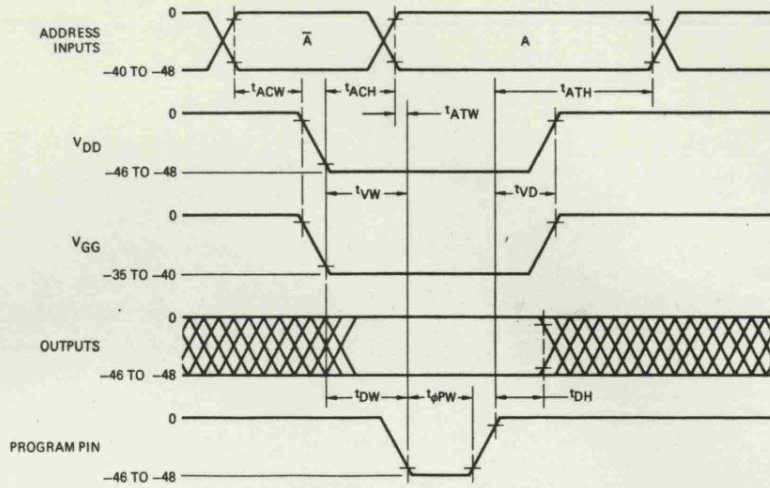 ADDRESS
INPUTS
0
−40 TO −48
A̅
A
tACW
tACH
tATW
tATH
VDD
0
−46 TO −48
tVW
tVD
VGG
0
−35 TO −40
OUTPUTS
0
−46 TO −48
tDW
tφPW
tDH
PROGRAM PIN
0
−46 TO −48